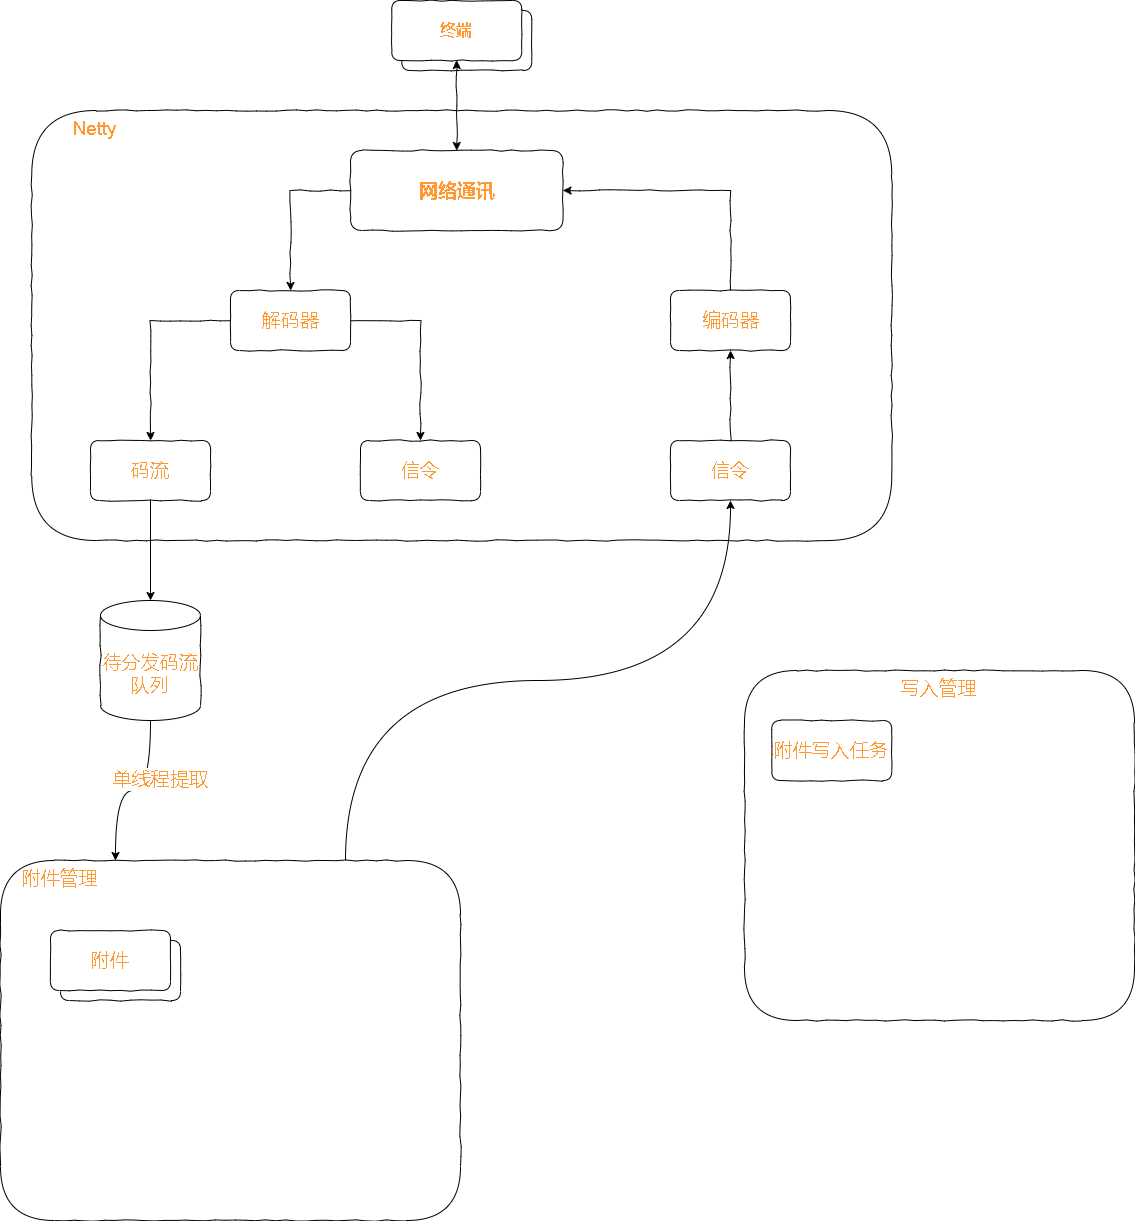 终端
Netty
网络通讯
解码器
编码器
码流
信令
信令
待分发码流
队列
写入管理
附件写入任务
单线程提取
附件管理
附件